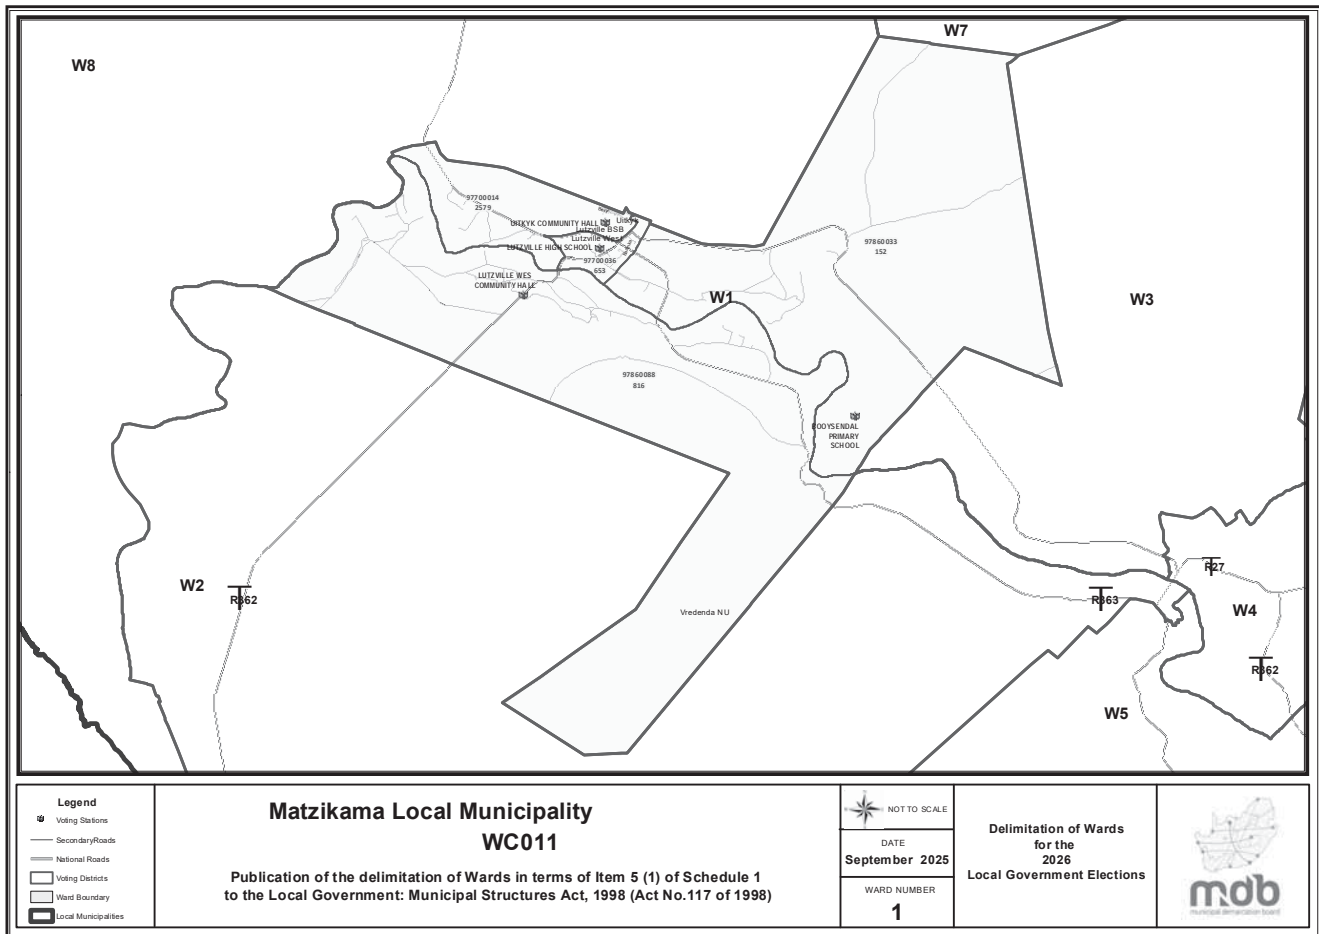 W7
W8
97700014
2579
UITKYK COMMUNITY HALL
Uitkyk
Lutzville BSB
Lutzville West
LUTZVILLE HIGH SCHOOL
97700036
653
97860033
152
LUTZVILLE WES
COMMUNITY HALL
W1
W3
97860088
816
BOOYSENDAL
PRIMARY
SCHOOL
R27
W2
R362
R363
W4
Vredenda NU
R362
W5
Legend
Voting Stations
SecondaryRoads
National Roads
Voting Districts
Ward Boundary
Local Municipalities
Matzikama Local Municipality
WC011
Publication of the delimitation of Wards in terms of Item 5 (1) of Schedule 1
to the Local Government: Municipal Structures Act, 1998 (Act No.117 of 1998)
NOT TO SCALE
DATE
September 2025
WARD NUMBER
1
Delimitation of Wards
for the
2026
Local Government Elections
mdb
municipal demarcation board